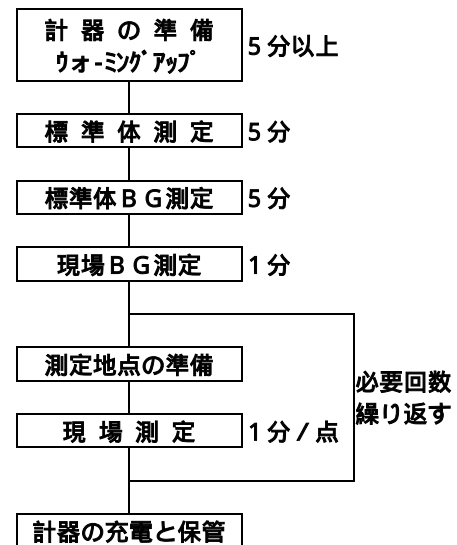 計器の準備
ｳｫ-ﾐﾝｸﾞｱｯﾌﾟ
5分以上
標準体測定
5分
標準体ＢＧ測定
5分
現場ＢＧ測定
1分
測定地点の準備
必要回数
繰り返す
現場測定
1分/点
計器の充電と保管